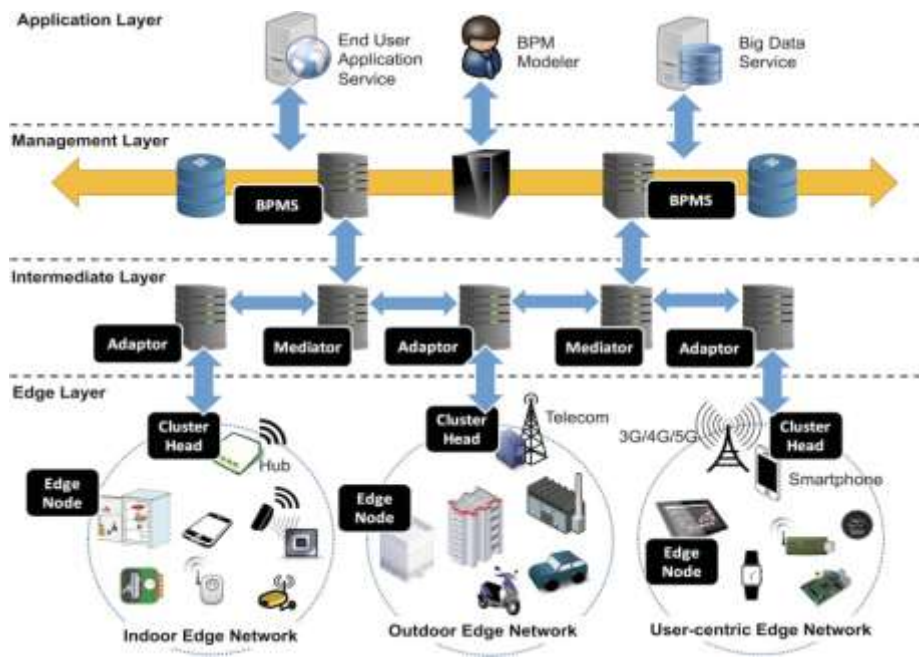 Application Layer
End User
Application
Service
BPM
Modeler
Big Data
Service
Management Layer
BPMS
BPMS
Intermediate Layer
Adaptor
Mediator
Adaptor
Mediator
Adaptor
Edge Layer
Cluster
Head
Hub
Edge
Node
Indoor Edge Network
Cluster
Head
Telecom
Edge
Node
Outdoor Edge Network
3G/4G/5G
Cluster
Head
Smartphone
Edge
Node
User-centric Edge Network